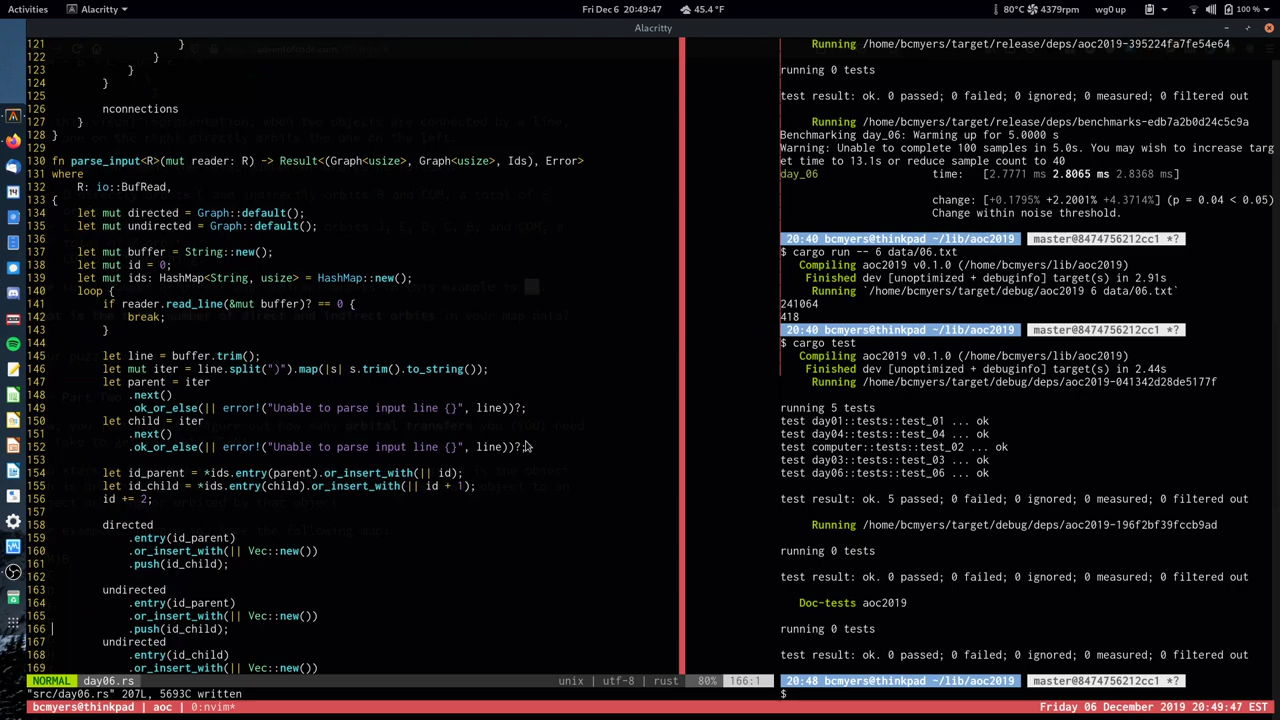 Activities
Alacritty
Fri Dec 6 20:49:47
45.4 °F
80°C
4379rpm
wg0 up
100 %
Alacritty
121 }
122 }
123 }
124 }
125
126 nconnections
127 }
128 }
129
130 fn parse_input<R>(mut reader: R) -> Result<(Graph<usize>, Graph<usize>, Ids), Error>
131 where
132 R: io::BufRead,
133 {
134 let mut directed = Graph::default();
135 let mut undirected = Graph::default();
136
137 let mut buffer = String::new();
138 let mut id = 0;
139 let mut ids: HashMap<String, usize> = HashMap::new();
140 loop {
141 if reader.read_line(&mut buffer)? == 0 {
142 break;
143 }
144
145 let line = buffer.trim();
146 let mut iter = line.split(")").map(|s| s.trim().to_string());
147 let parent = iter
148 .next()
149 .ok_or_else(|| error!("Unable to parse input line {}", line))?;
150 let child = iter
151 .next()
152 .ok_or_else(|| error!("Unable to parse input line {}", line))?;
153
154 let id_parent = *ids.entry(parent).or_insert_with(|| id);
155 let id_child = *ids.entry(child).or_insert_with(|| id + 1);
156 id += 2;
157
158 directed
159 .entry(id_parent)
160 .or_insert_with(|| Vec::new())
161 .push(id_child);
162
163 undirected
164 .entry(id_parent)
165 .or_insert_with(|| Vec::new())
166 .push(id_child);
167 undirected
168 .entry(id_child)
169 .or_insert_with(|| Vec::new())
NORMAL day06.rs unix | utf-8 | rust 80% 166:1
"src/day06.rs" 207L, 5693C written
Running /home/bcmyers/target/release/deps/aoc2019-395224fa7fe54e64
running 0 tests
test result: ok. 0 passed; 0 failed; 0 ignored; 0 measured; 0 filtered out
Running /home/bcmyers/target/release/deps/benchmarks-edb7a2b0d24c5c9a
Benchmarking day_06: Warming up for 5.0000 s
Warning: Unable to complete 100 samples in 5.0s. You may wish to increase targ
et time to 13.1s or reduce sample count to 40
day_06 time: [2.7771 ms 2.8065 ms 2.8368 ms]
change: [+0.1795% +2.2001% +4.3714%] (p = 0.04 < 0.05)
Change within noise threshold.
20:40 bcmyers@thinkpad ~/lib/aoc2019 master@8474756212cc1 *?
$ cargo run -- 6 data/06.txt
Compiling aoc2019 v0.1.0 (/home/bcmyers/lib/aoc2019)
Finished dev [unoptimized + debuginfo] target(s) in 2.91s
Running `/home/bcmyers/target/debug/aoc2019 6 data/06.txt`
241064
418
20:40 bcmyers@thinkpad ~/lib/aoc2019 master@8474756212cc1 *?
$ cargo test
Compiling aoc2019 v0.1.0 (/home/bcmyers/lib/aoc2019)
Finished dev [unoptimized + debuginfo] target(s) in 2.44s
Running /home/bcmyers/target/debug/deps/aoc2019-041342d28de5177f
running 5 tests
test day01::tests::test_01 ... ok
test day04::tests::test_04 ... ok
test computer::tests::test_02 ... ok
test day03::tests::test_03 ... ok
test day06::tests::test_06 ... ok
test result: ok. 5 passed; 0 failed; 0 ignored; 0 measured; 0 filtered out
Running /home/bcmyers/target/debug/deps/aoc2019-196f2bf39fccb9ad
running 0 tests
test result: ok. 0 passed; 0 failed; 0 ignored; 0 measured; 0 filtered out
Doc-tests aoc2019
running 0 tests
test result: ok. 0 passed; 0 failed; 0 ignored; 0 measured; 0 filtered out
20:48 bcmyers@thinkpad ~/lib/aoc2019 master@8474756212cc1 *?
$
bcmyers@thinkpad | aoc | 0:nvim*
Friday 06 December 2019 20:49:47 EST